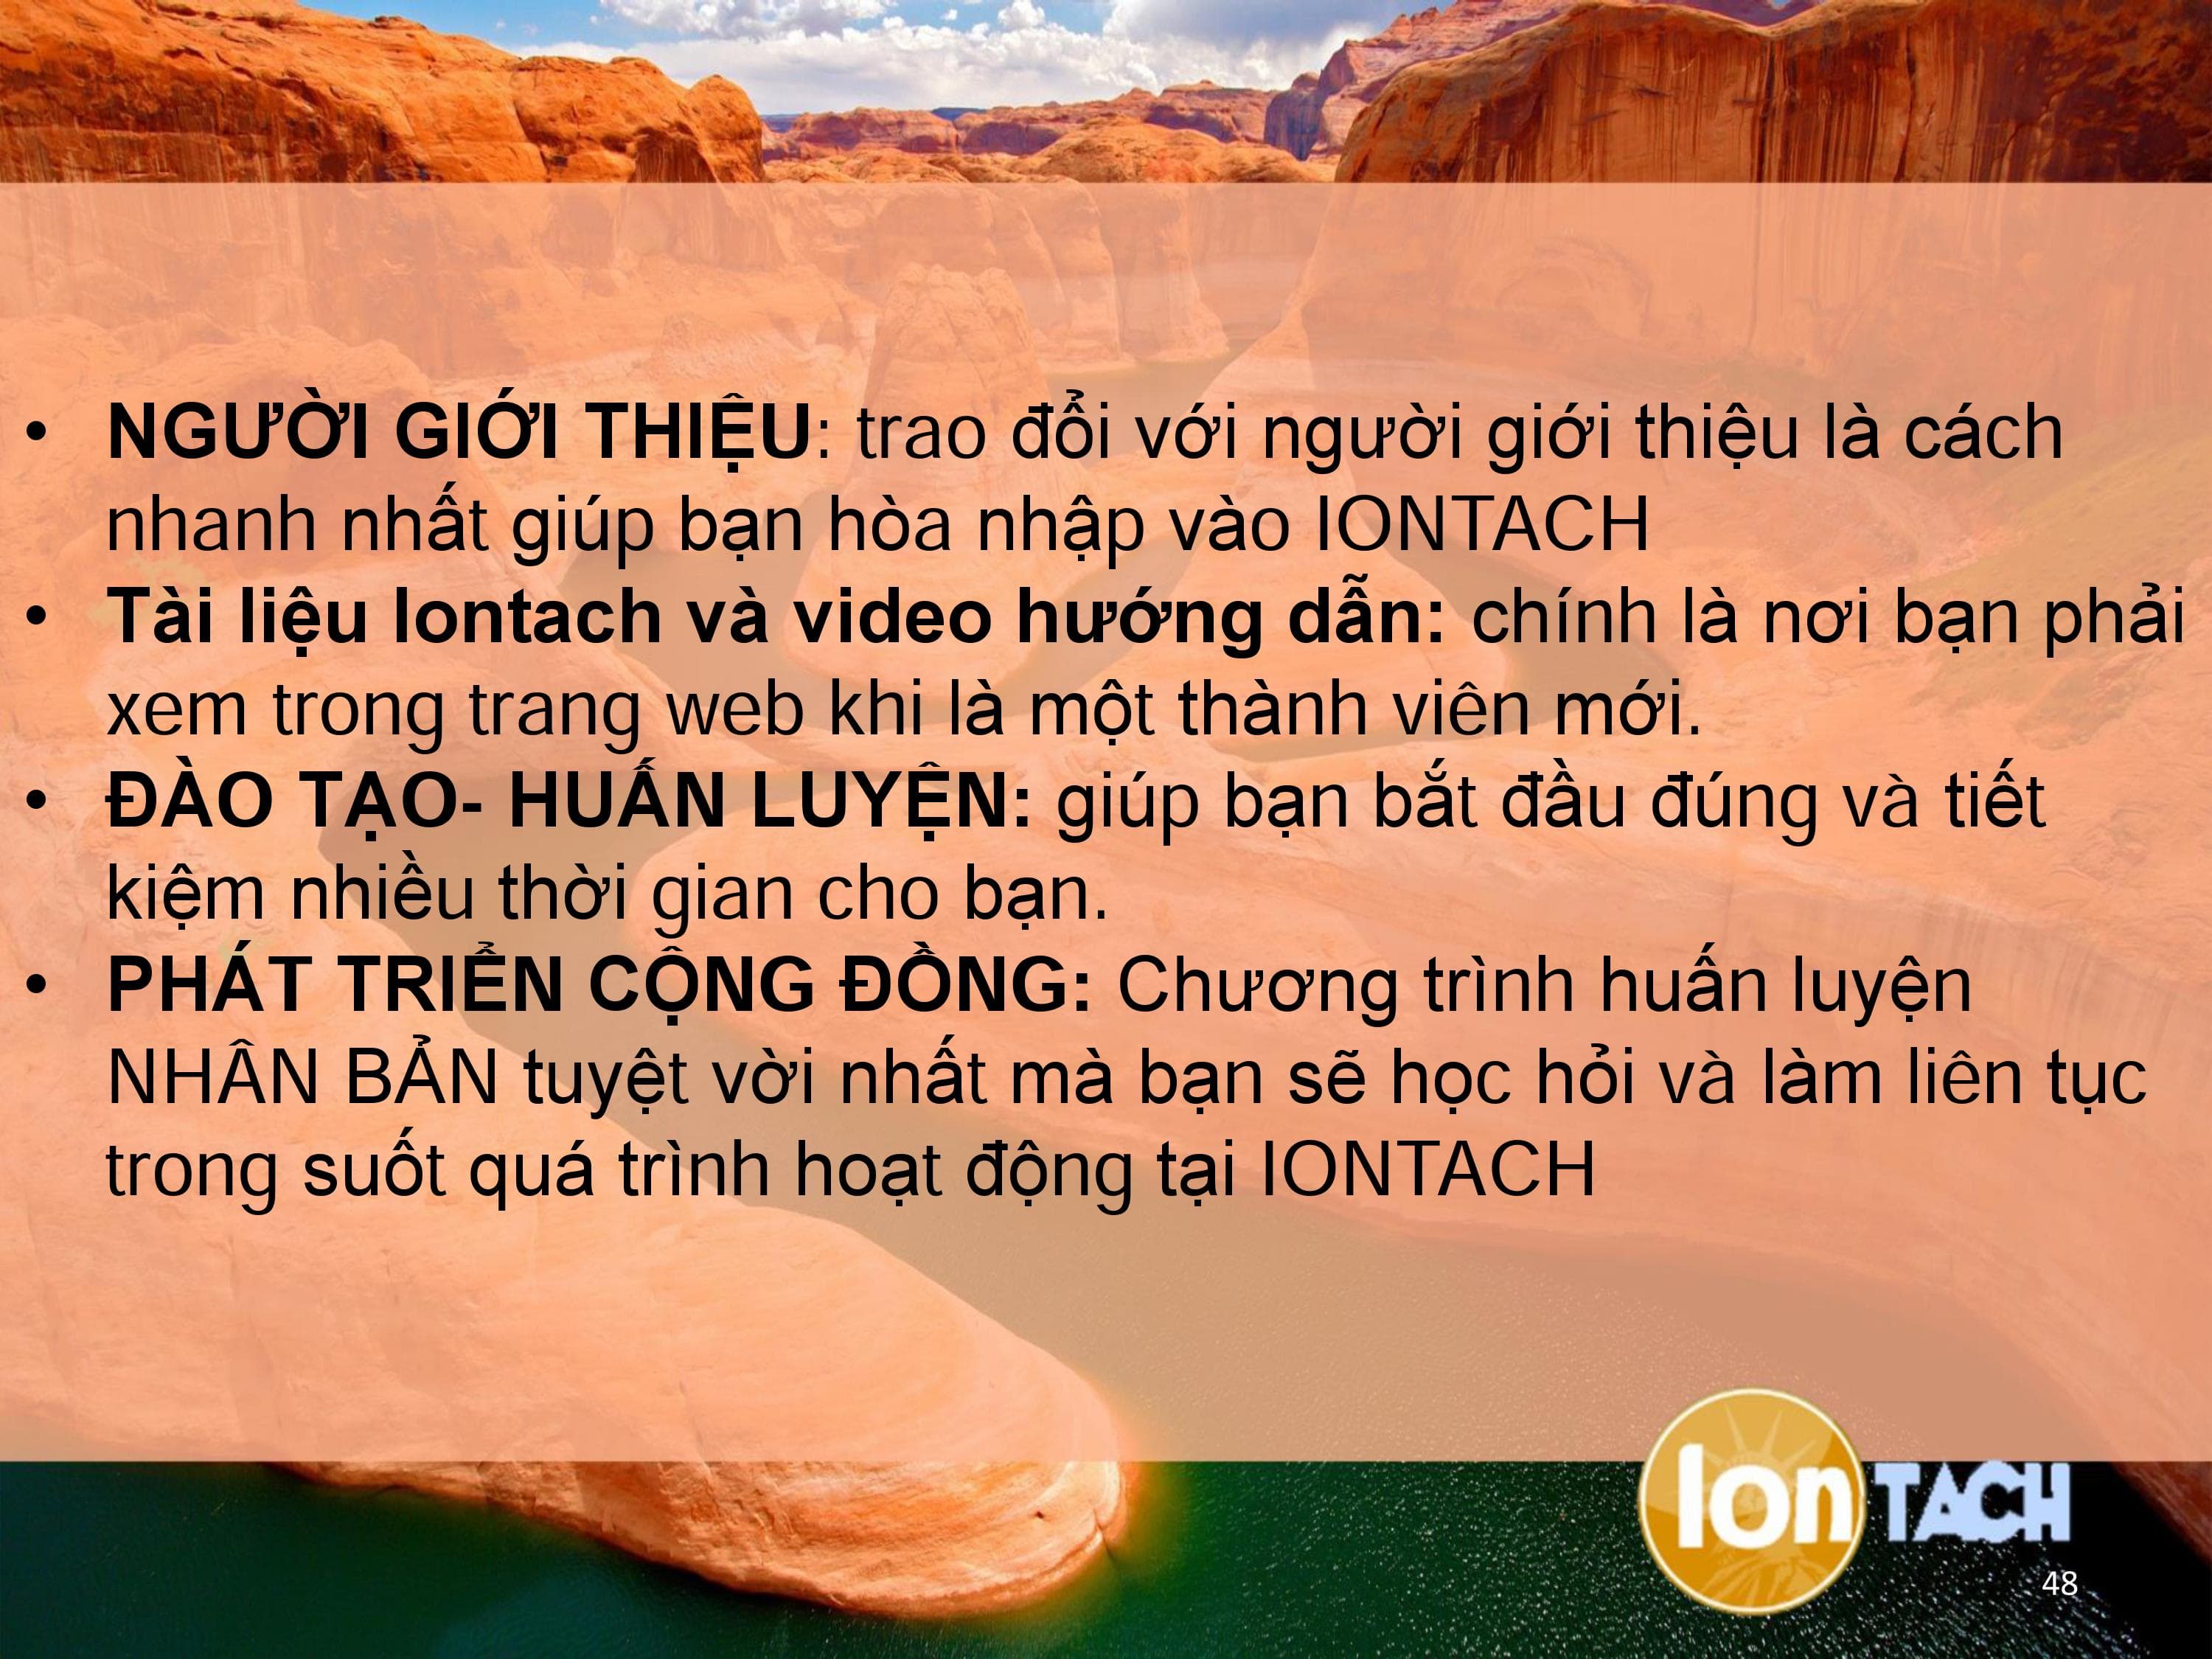 • NGƯỜI GIỚI THIỆU: trao đổi với người giới thiệu là cách
nhanh nhất giúp bạn hòa nhập vào IONTACH
• Tài liệu Iontach và video hướng dẫn: chính là nơi bạn phải
xem trong trang web khi là một thành viên mới.
• ĐÀO TẠO- HUẤN LUYỆN: giúp bạn bắt đầu đúng và tiết
kiệm nhiều thời gian cho bạn.
• PHÁT TRIỂN CỘNG ĐỒNG: Chương trình huấn luyện
NHÂN BẢN tuyệt vời nhất mà bạn sẽ học hỏi và làm liên tục
trong suốt quá trình hoạt động tại IONTACH
Ion TACH
48